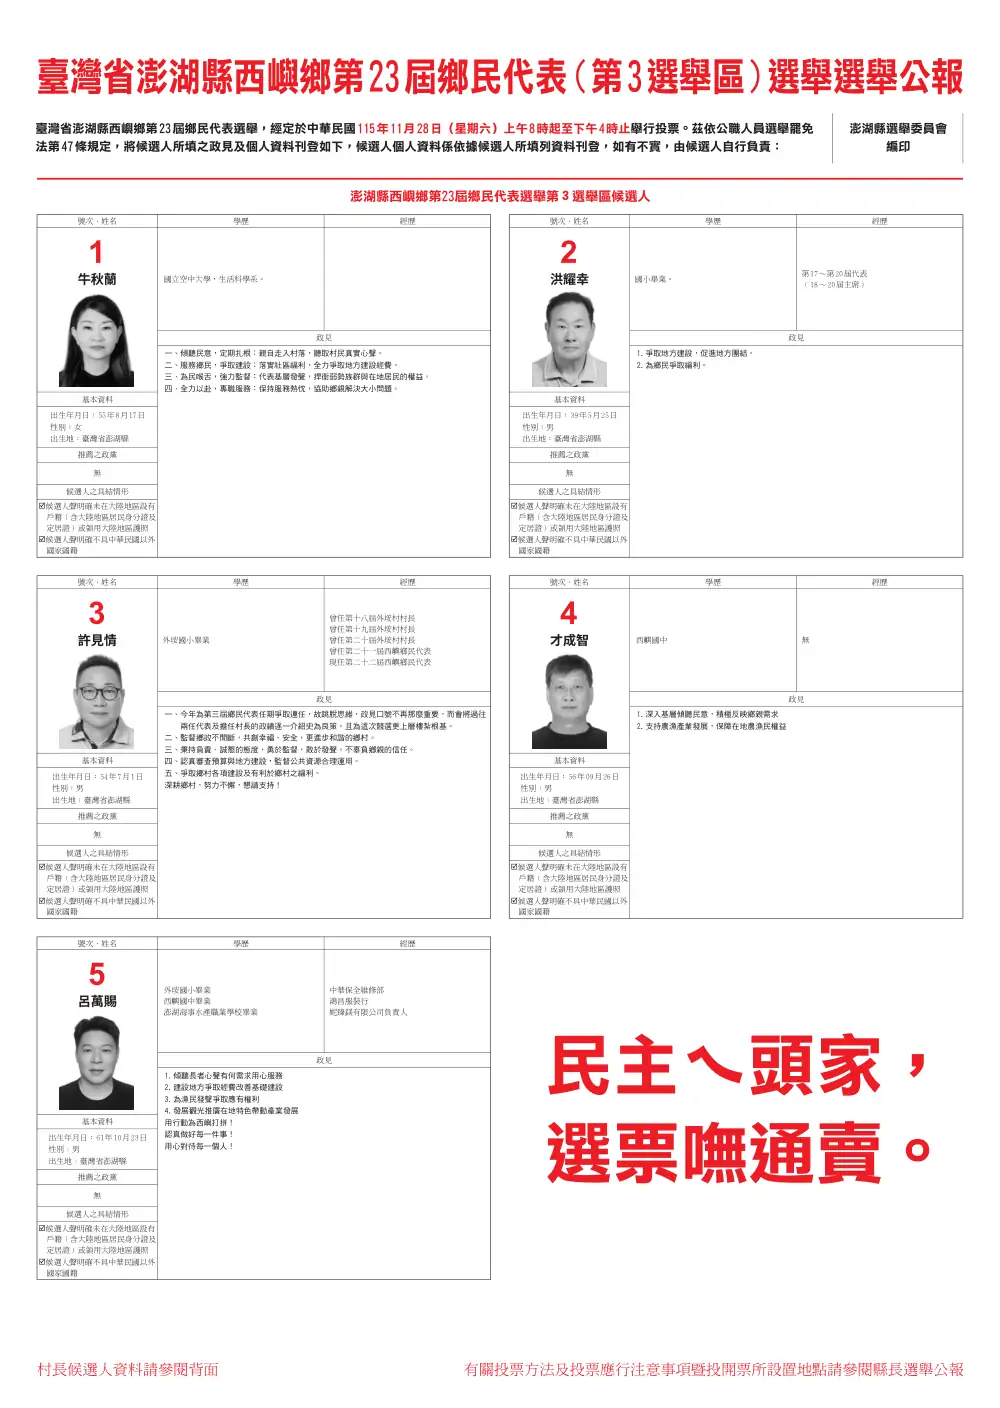 臺灣省澎湖縣西嶼鄉第23屆鄉民代表（第3選舉區）選舉選舉公報
臺灣省澎湖縣西嶼鄉第23屆鄉民代表選舉，經定於中華民國115年11月28日（星期六）上午8時起至下午4時止舉行投票。茲依公職人員選舉罷免
法第47條規定，將候選人所填之政見及個人資料刊登如下，候選人個人資料係依據候選人所填列資料刊登，如有不實，由候選人自行負責：
澎湖縣選舉委員會
編印
澎湖縣西嶼鄉第23屆鄉民代表選舉第 3 選舉區候選人
號次、姓名 學歷 經歷
1
牛秋蘭
國立空中大學，生活科學系。
政見
一、傾聽民意，定期扎根：親自走入村落，聽取村民真實心聲。
二、服務鄉民，爭取建設：落實社區福利，全力爭取地方建設經費。
三、為民喉舌，強力監督：代表基層發聲，捍衛弱勢族群與在地居民的權益。
四、全力以赴，專職服務：保持服務熱忱，協助鄉親解決大小問題。
基本資料
出生年月日：55年8月17日
性別：女
出生地：臺灣省澎湖縣
推薦之政黨
無
候選人之具結情形
☑候選人聲明確未在大陸地區設有
戶籍（含大陸地區居民身分證及
定居證）或領用大陸地區護照
☑候選人聲明確不具中華民國以外
國家國籍
號次、姓名 學歷 經歷
2
洪耀幸
國小畢業。
第17～第20屆代表
（18～20屆主席）
政見
1. 爭取地方建設，促進地方團結。
2. 為鄉民爭取福利。
基本資料
出生年月日：39年5月25日
性別：男
出生地：臺灣省澎湖縣
推薦之政黨
無
候選人之具結情形
☑候選人聲明確未在大陸地區設有
戶籍（含大陸地區居民身分證及
定居證）或領用大陸地區護照
☑候選人聲明確不具中華民國以外
國家國籍
號次、姓名 學歷 經歷
3
許見情
外垵國小畢業
曾任第十八屆外垵村村長
曾任第十九屆外垵村村長
曾任第二十屆外垵村村長
曾任第二十一屆西嶼鄉民代表
現任第二十二屆西嶼鄉民代表
政見
一、今年為第三屆鄉民代表任期爭取連任，故跳脫思維，政見口號不再那麼重要，而會將過往
兩任代表及擔任村長的政績逐一介紹更為良策，且為這次競選更上層樓紮根基。
二、監督鄉政不間斷，共創幸福、安全，更進步和諧的鄉村。
三、秉持負責、誠懇的態度，勇於監督，敢於發聲，不辜負鄉親的信任。
四、認真審查預算與地方建設，監督公共資源合理運用。
五、爭取鄉村各項建設及有利於鄉村之福利。
深耕鄉村，努力不懈，懇請支持！
基本資料
出生年月日：54年7月1日
性別：男
出生地：臺灣省澎湖縣
推薦之政黨
無
候選人之具結情形
☑候選人聲明確未在大陸地區設有
戶籍（含大陸地區居民身分證及
定居證）或領用大陸地區護照
☑候選人聲明確不具中華民國以外
國家國籍
號次、姓名 學歷 經歷
4
才成智
西嶼國中
無
政見
1. 深入基層傾聽民意，積極反映鄉親需求
2. 支持農漁產業發展，保障在地農漁民權益
基本資料
出生年月日：56年09月26日
性別：男
出生地：臺灣省澎湖縣
推薦之政黨
無
候選人之具結情形
☑候選人聲明確未在大陸地區設有
戶籍（含大陸地區居民身分證及
定居證）或領用大陸地區護照
☑候選人聲明確不具中華民國以外
國家國籍
號次、姓名 學歷 經歷
5
呂萬賜
外垵國小畢業
西嶼國中畢業
澎湖海事水產職業學校畢業
中華保全維修部
鴻昌服裝行
有限公司負責人
政見
1. 傾聽長者心聲有何需求用心服務
2. 建設地方爭取經費改善基礎建設
3. 為漁民發聲爭取應有權利
4. 發展觀光推廣在地特色帶動產業發展
用行動為西嶼打拼！
認真做好每一件事！
用心對待每一個人！
基本資料
出生年月日：61年10月23日
性別：男
出生地：臺灣省澎湖縣
推薦之政黨
無
候選人之具結情形
☑候選人聲明確未在大陸地區設有
戶籍（含大陸地區居民身分證及
定居證）或領用大陸地區護照
☑候選人聲明確不具中華民國以外
國家國籍
民主ㄟ頭家，
選票嘸通賣。
村長候選人資料請參閱背面
有關投票方法及投票應行注意事項暨投開票所設置地點請參閱縣長選舉公報